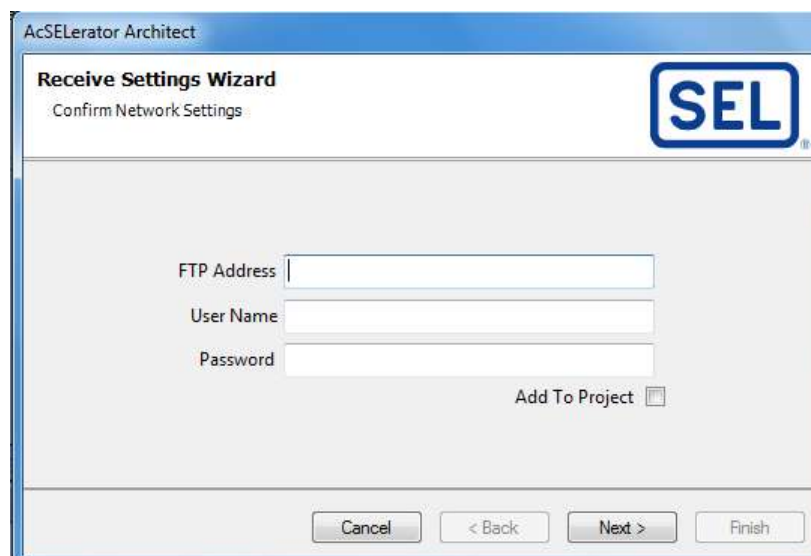 AcSELerator Architect
Receive Settings Wizard
Confirm Network Settings
SEL
®
FTP Address
User Name
Password
Add To Project
Cancel
< Back
Next >
Finish